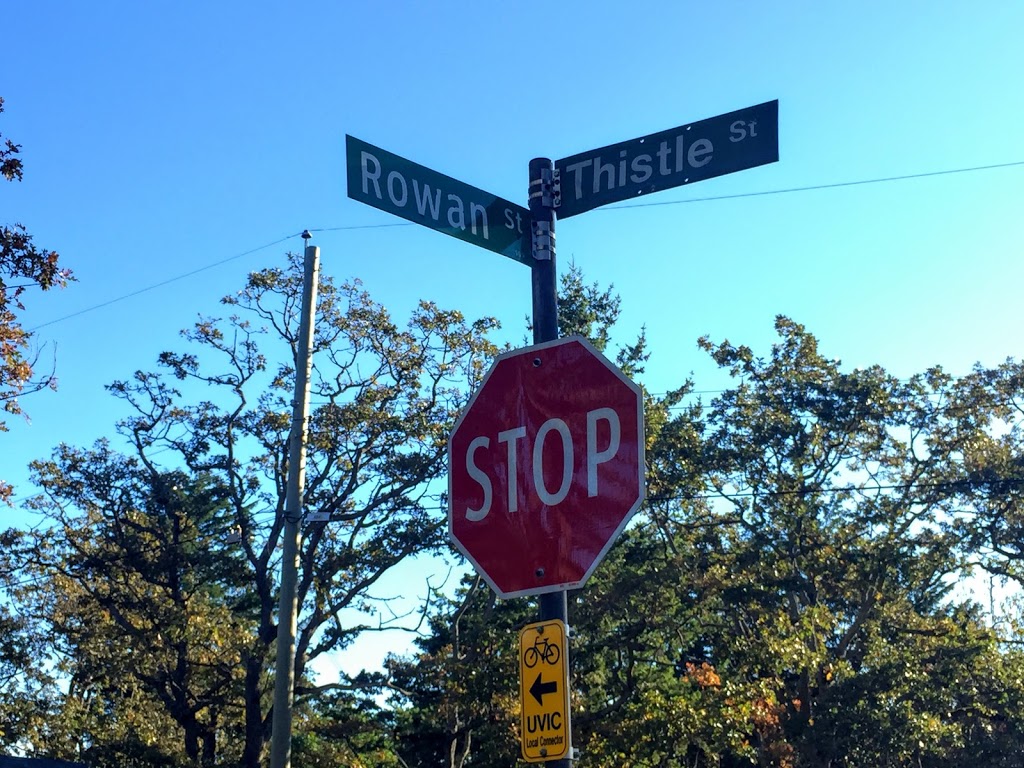 Rowan St
Thistle St
STOP
UVIC
Local Connector